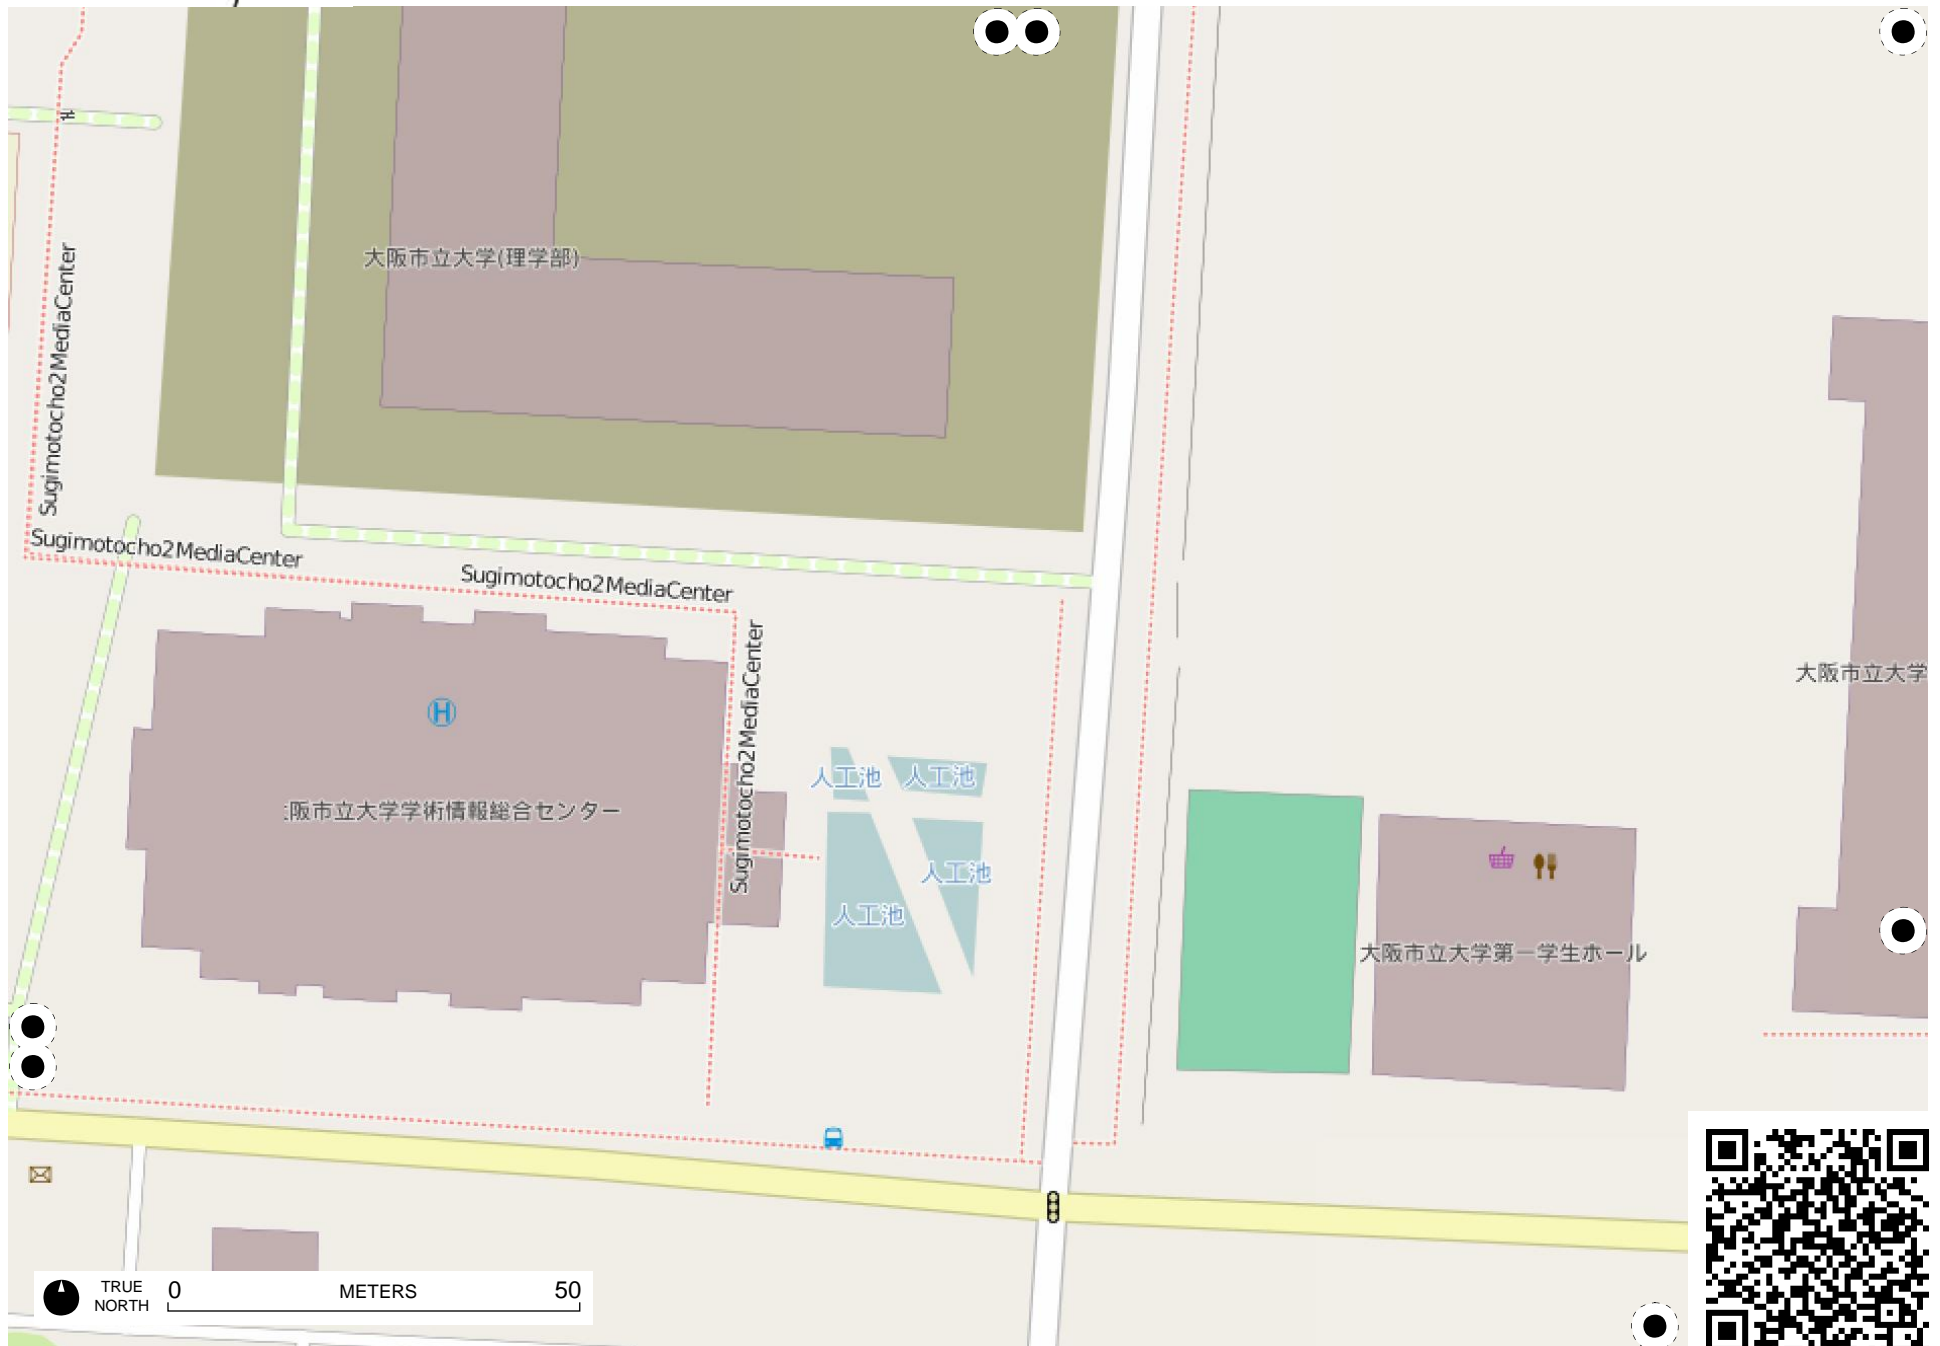 大阪市立大学(理学部)
Sugimotocho2MediaCenter
Sugimotocho2MediaCenter
Sugimotocho2MediaCenter
Sugimotocho2MediaCenter
大阪市立大学
H
人工池
人工池
阪市立大学学術情報総合センター
人工池
人工池
大阪市立大学第一学生ホール
TRUE NORTH
0 METERS 50